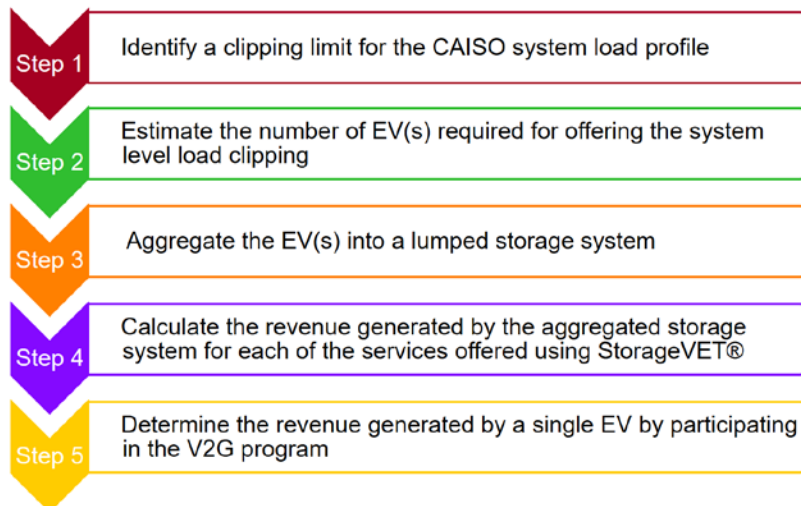 Step 1
Identify a clipping limit for the CAISO system load profile
Step 2
Estimate the number of EV(s) required for offering the system
level load clipping
Step 3
Aggregate the EV(s) into a lumped storage system
Step 4
Calculate the revenue generated by the aggregated storage
system for each of the services offered using StorageVET®
Step 5
Determine the revenue generated by a single EV by participating
in the V2G program